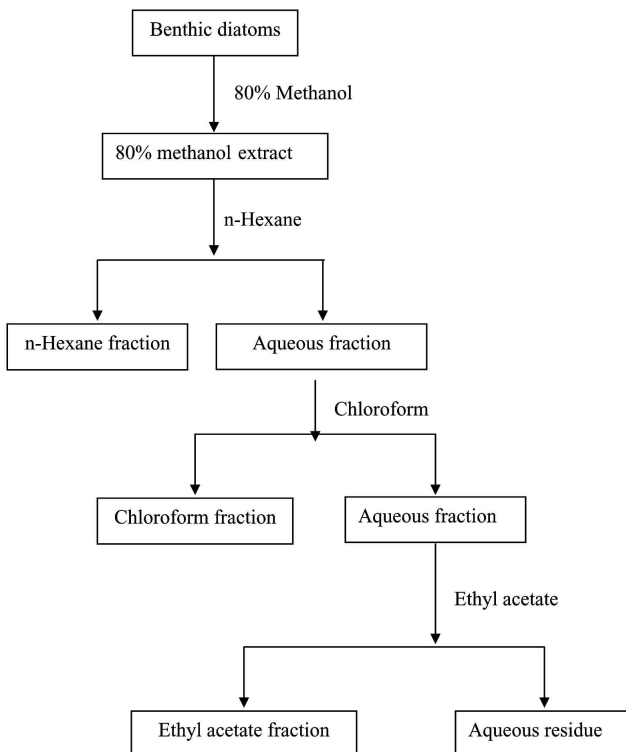 Benthic diatoms
80% Methanol
80% methanol extract
n-Hexane
n-Hexane fraction
Aqueous fraction
Chloroform
Chloroform fraction
Aqueous fraction
Ethyl acetate
Ethyl acetate fraction
Aqueous residue